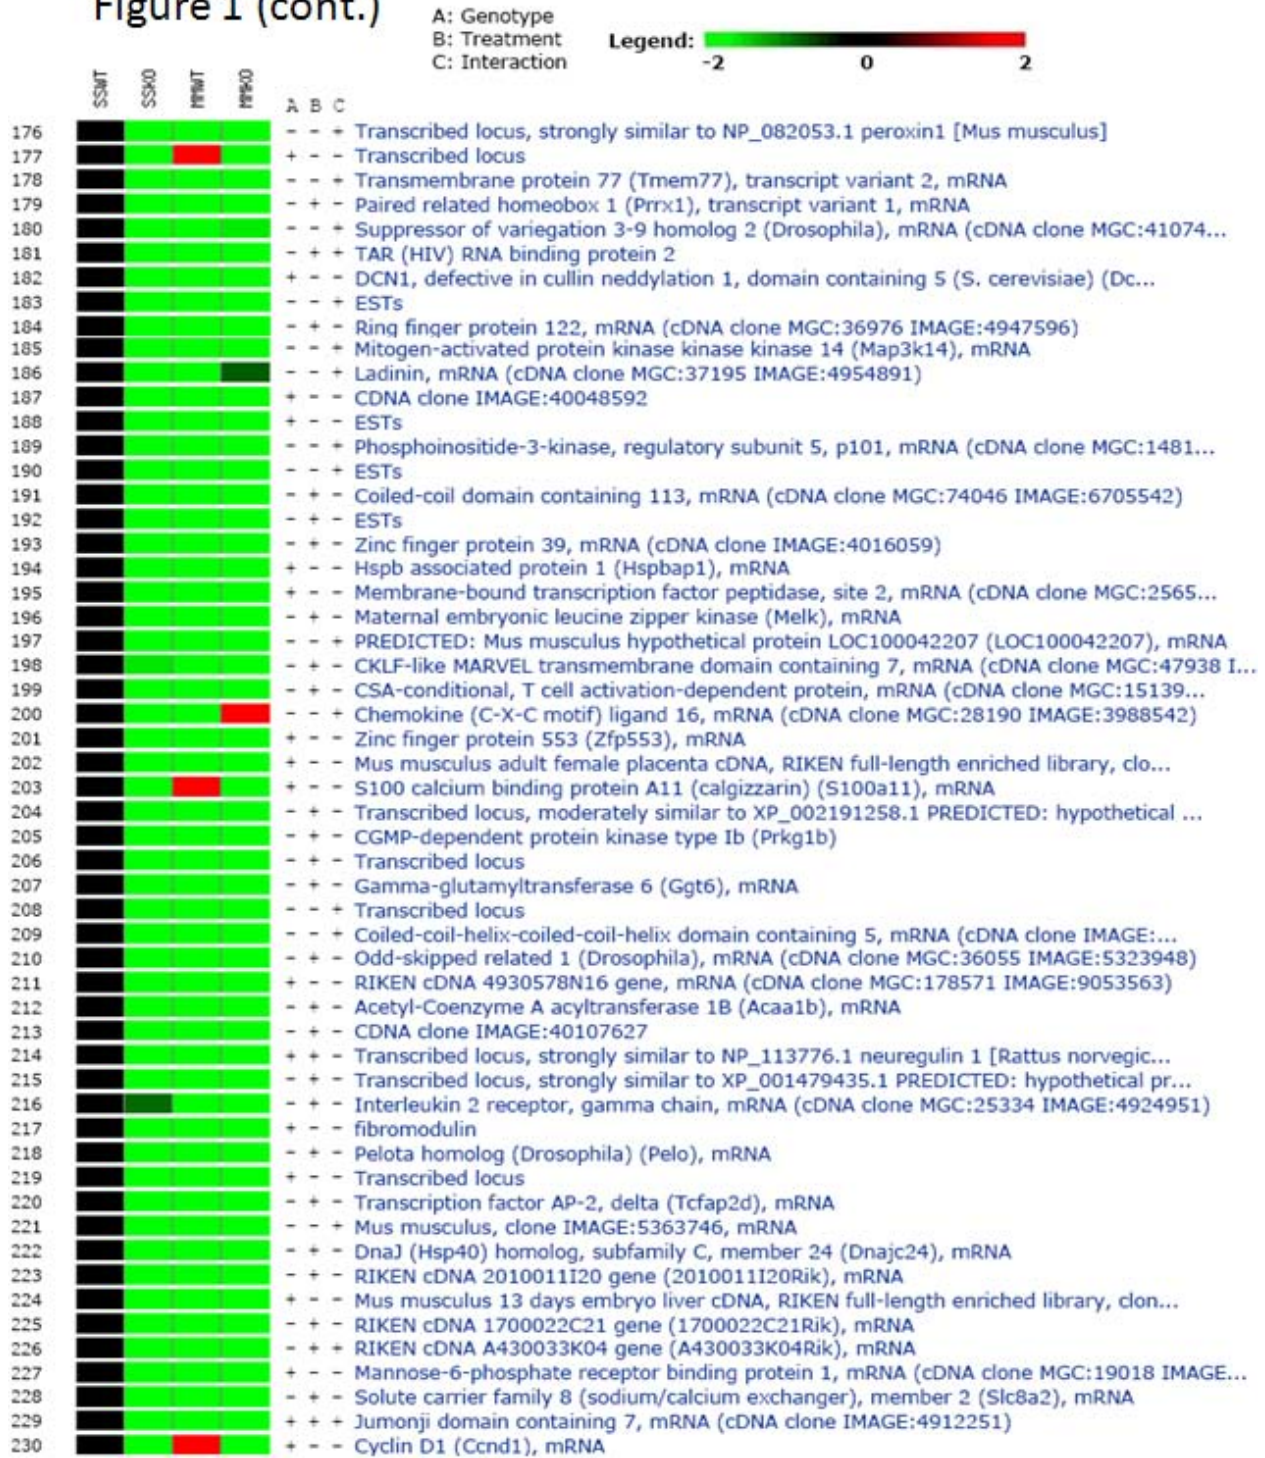 Figure 1 (cont.)
A: Genotype
B: Treatment
C: Interaction
Legend:
-2 0 2
SSWT SSKO MMWT MMKO A B C
176 - - + Transcribed locus, strongly similar to NP_082053.1 peroxin1 [Mus musculus]
177 + - - Transcribed locus
178 - - + Transmembrane protein 77 (Tmem77), transcript variant 2, mRNA
179 - + - Paired related homeobox 1 (Prrx1), transcript variant 1, mRNA
180 - - + Suppressor of variegation 3-9 homolog 2 (Drosophila), mRNA (cDNA clone MGC:41074...
181 - + + TAR (HIV) RNA binding protein 2
182 + - - DCN1, defective in cullin neddylation 1, domain containing 5 (S. cerevisiae) (Dc...
183 - - + ESTs
184 - + - Ring finger protein 122, mRNA (cDNA clone MGC:36976 IMAGE:4947596)
185 - - + Mitogen-activated protein kinase kinase kinase 14 (Map3k14), mRNA
186 - - + Ladinin, mRNA (cDNA clone MGC:37195 IMAGE:4954891)
187 + - - CDNA clone IMAGE:40048592
188 + - - ESTs
189 - - + Phosphoinositide-3-kinase, regulatory subunit 5, p101, mRNA (cDNA clone MGC:1481...
190 - - + ESTs
191 - + - Coiled-coil domain containing 113, mRNA (cDNA clone MGC:74046 IMAGE:6705542)
192 - + - ESTs
193 - + - Zinc finger protein 39, mRNA (cDNA clone IMAGE:4016059)
194 + - - Hspb associated protein 1 (Hspbap1), mRNA
195 + - - Membrane-bound transcription factor peptidase, site 2, mRNA (cDNA clone MGC:2565...
196 - + - Maternal embryonic leucine zipper kinase (Melk), mRNA
197 - - + PREDICTED: Mus musculus hypothetical protein LOC100042207 (LOC100042207), mRNA
198 - + - CKLF-like MARVEL transmembrane domain containing 7, mRNA (cDNA clone MGC:47938 I...
199 - + - CSA-conditional, T cell activation-dependent protein, mRNA (cDNA clone MGC:15139...
200 - - + Chemokine (C-X-C motif) ligand 16, mRNA (cDNA clone MGC:28190 IMAGE:3988542)
201 + - - Zinc finger protein 553 (Zfp553), mRNA
202 + - - Mus musculus adult female placenta cDNA, RIKEN full-length enriched library, clo...
203 + - - S100 calcium binding protein A11 (calgizzarin) (S100a11), mRNA
204 - + - Transcribed locus, moderately similar to XP_002191258.1 PREDICTED: hypothetical ...
205 - + - CGMP-dependent protein kinase type Ib (Prkg1b)
206 - + - Transcribed locus
207 - + - Gamma-glutamyltransferase 6 (Ggt6), mRNA
208 - - + Transcribed locus
209 - - + Coiled-coil-helix-coiled-coil-helix domain containing 5, mRNA (cDNA clone IMAGE:...
210 - + - Odd-skipped related 1 (Drosophila), mRNA (cDNA clone MGC:36055 IMAGE:5323948)
211 + - - RIKEN cDNA 4930578N16 gene, mRNA (cDNA clone MGC:178571 IMAGE:9053563)
212 - + - Acetyl-Coenzyme A acyltransferase 1B (Acaa1b), mRNA
213 - + - CDNA clone IMAGE:40107627
214 + + - Transcribed locus, strongly similar to NP_113776.1 neuregulin 1 [Rattus norvegic...
215 - + - Transcribed locus, strongly similar to XP_001479435.1 PREDICTED: hypothetical pr...
216 - + - Interleukin 2 receptor, gamma chain, mRNA (cDNA clone MGC:25334 IMAGE:4924951)
217 + - - fibromodulin
218 - + - Pelota homolog (Drosophila) (Pelo), mRNA
219 + - - Transcribed locus
220 - + - Transcription factor AP-2, delta (Tcfap2d), mRNA
221 - - + Mus musculus, clone IMAGE:5363746, mRNA
222 - + - DnaJ (Hsp40) homolog, subfamily C, member 24 (Dnajc24), mRNA
223 - + - RIKEN cDNA 2010011I20 gene (2010011I20Rik), mRNA
224 + - - Mus musculus 13 days embryo liver cDNA, RIKEN full-length enriched library, clon...
225 - + - RIKEN cDNA 1700022C21 gene (1700022C21Rik), mRNA
226 - + + RIKEN cDNA A430033K04 gene (A430033K04Rik), mRNA
227 + - - Mannose-6-phosphate receptor binding protein 1, mRNA (cDNA clone MGC:19018 IMAGE...
228 - + - Solute carrier family 8 (sodium/calcium exchanger), member 2 (Slc8a2), mRNA
229 + + + Jumonji domain containing 7, mRNA (cDNA clone IMAGE:4912251)
230 + - - Cyclin D1 (Ccnd1), mRNA